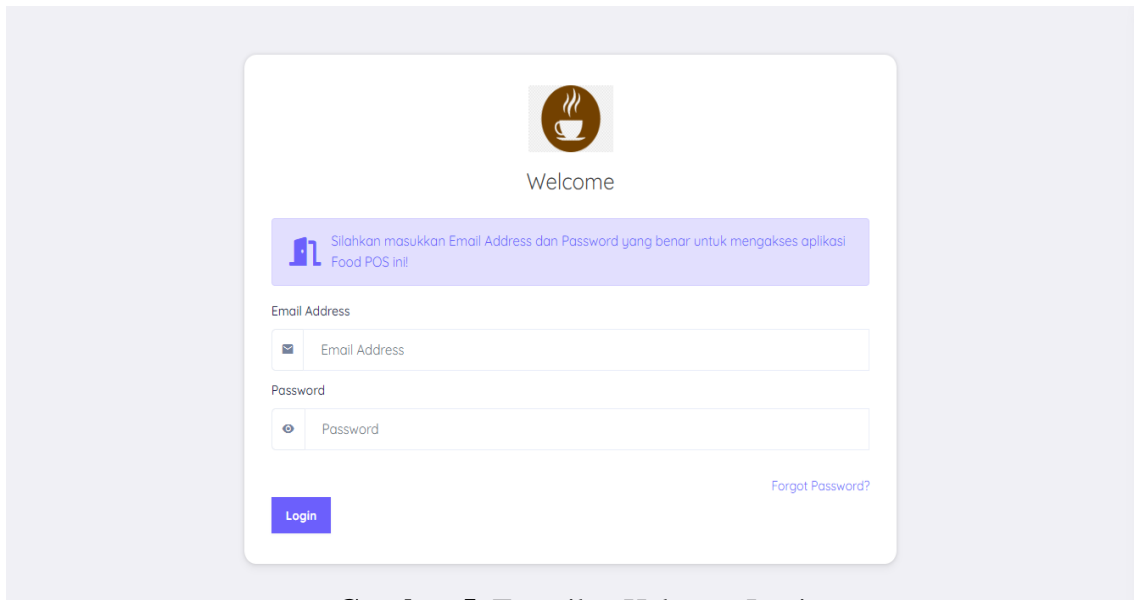 Welcome
Silahkan masukkan Email Address dan Password yang benar untuk mengakses aplikasi
Food POS ini!
Email Address
Email Address
Password
Password
Forgot Password?
Login